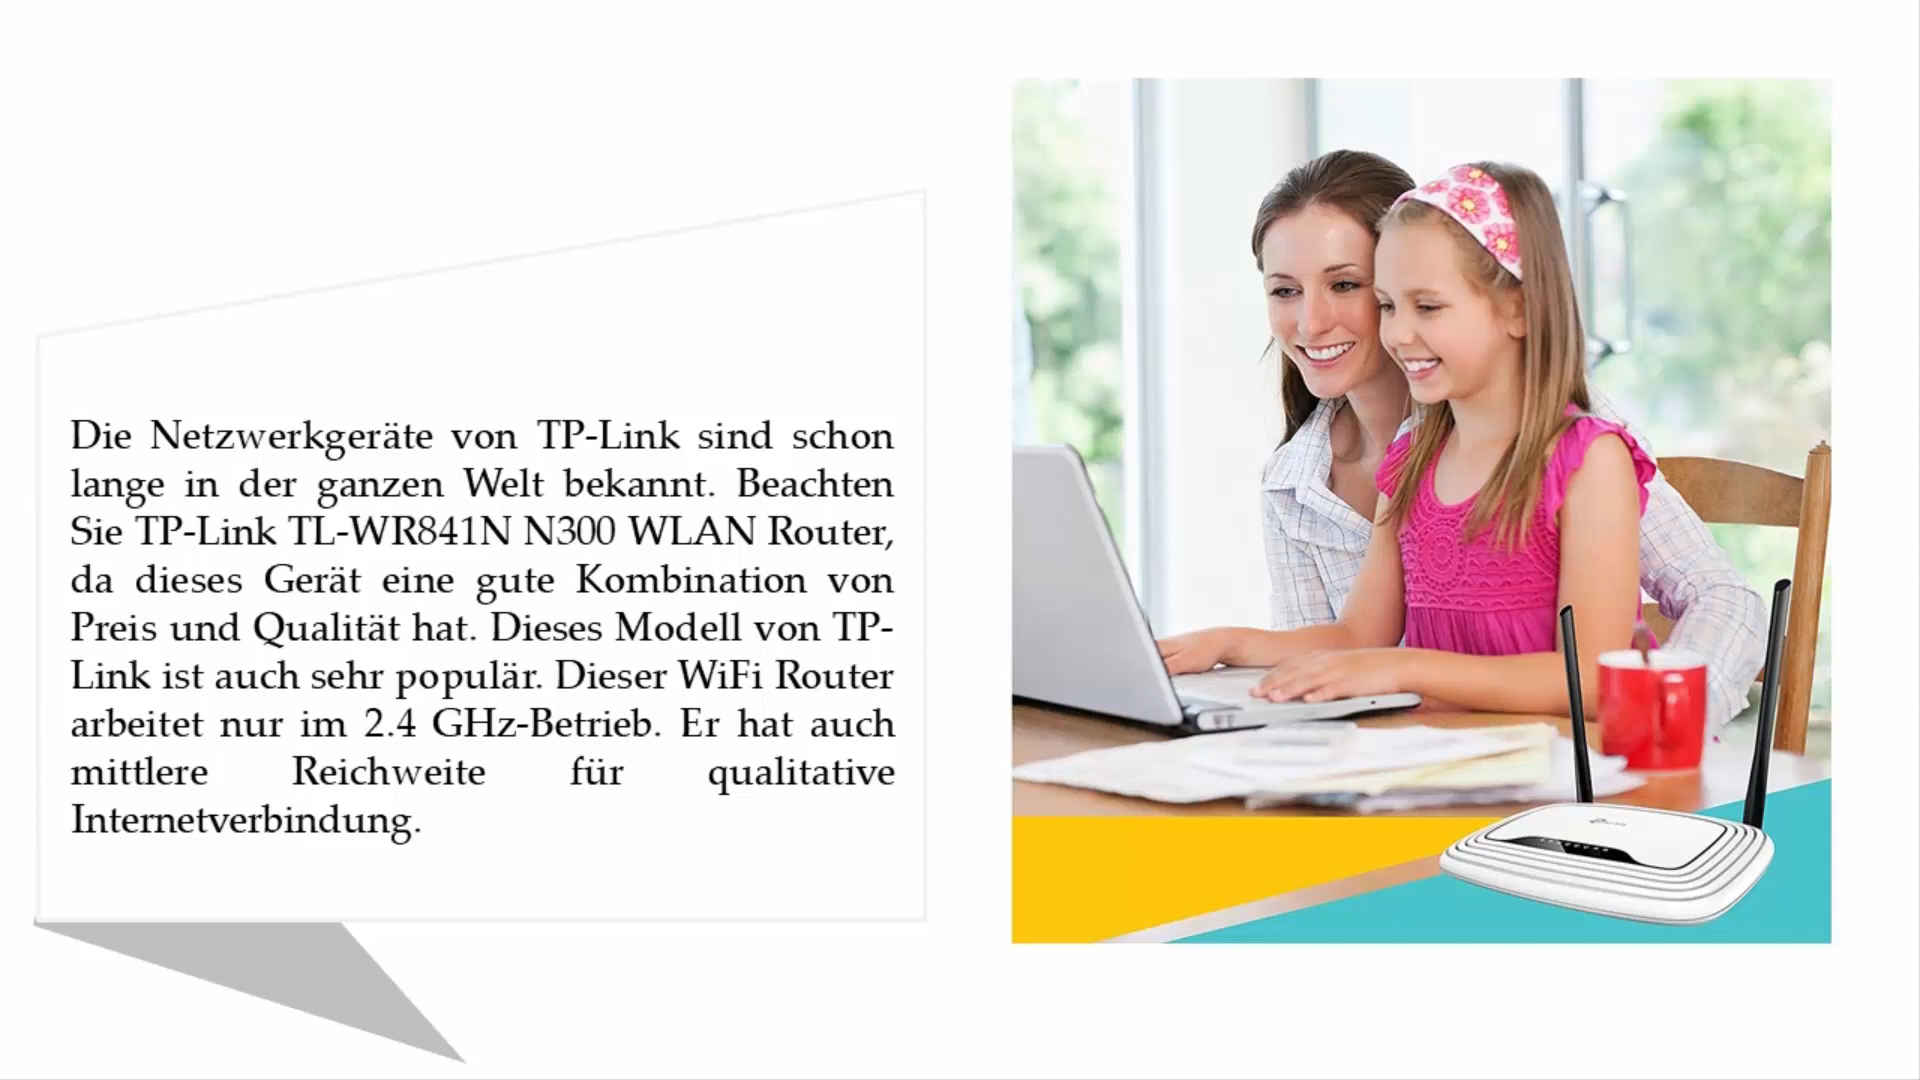 Die Netzwerkgeräte von TP-Link sind schon
lange in der ganzen Welt bekannt. Beachten
Sie TP-Link TL-WR841N N300 WLAN Router,
da dieses Gerät eine gute Kombination von
Preis und Qualität hat. Dieses Modell von TP-
Link ist auch sehr populär. Dieser WiFi Router
arbeitet nur im 2.4 GHz-Betrieb. Er hat auch
mittlere Reichweite für qualitative
Internetverbindung.